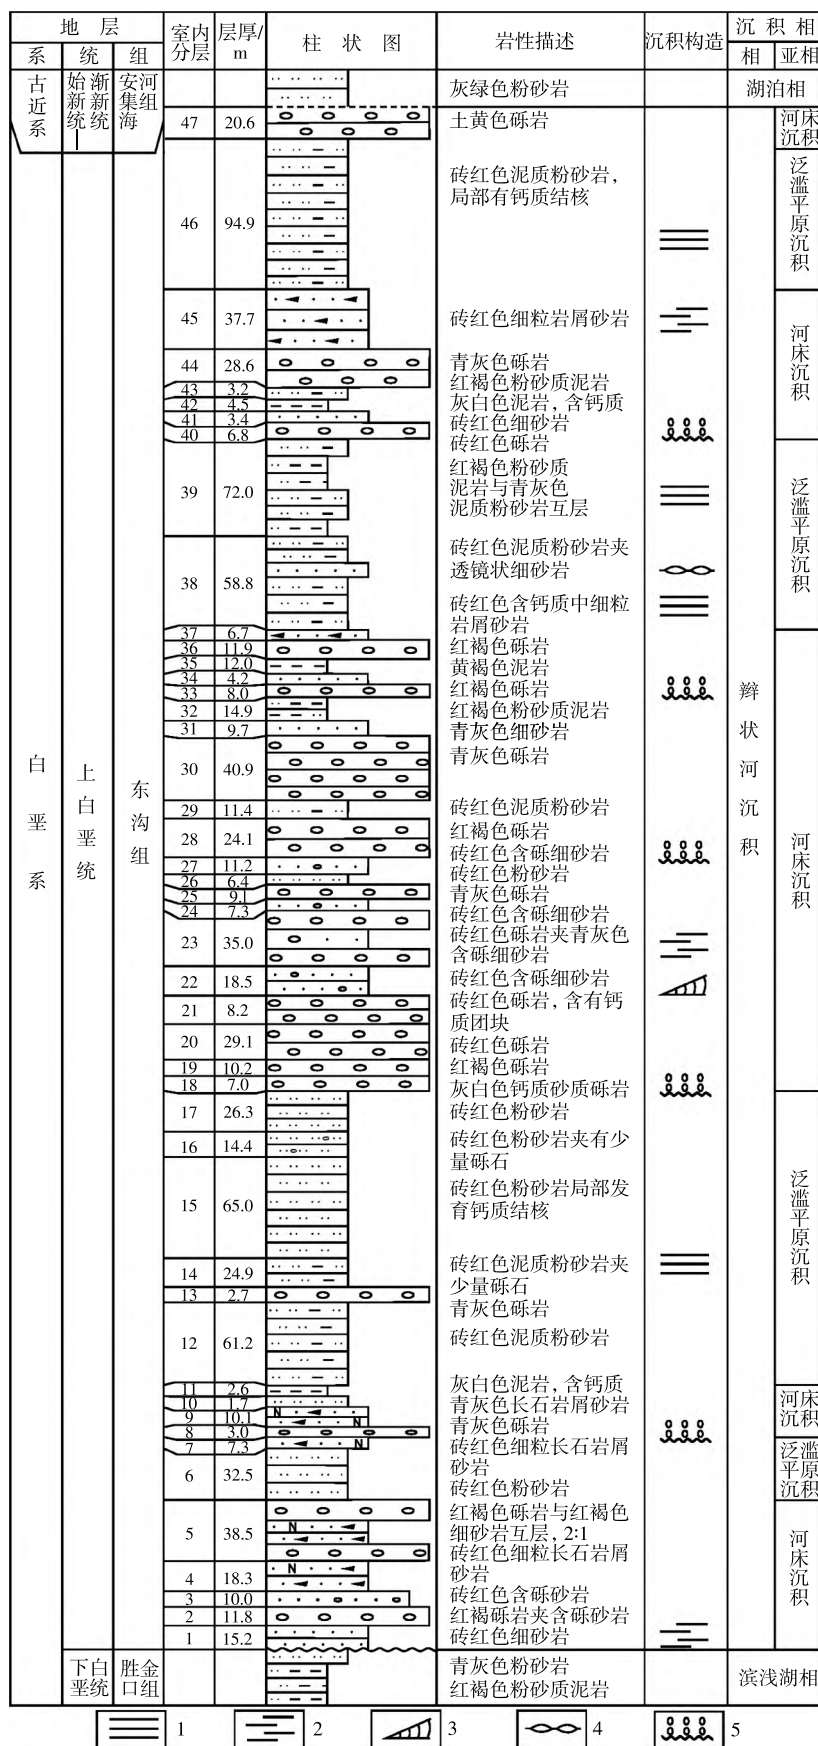 地 层
室内分层
层厚/m
柱 状 图
岩性描述
沉积构造
沉 积 相
系
统
组
相
亚相
古近系
始新统—渐新统
安集海河组
灰绿色粉砂岩
湖泊相
47 20.6 土黄色砾岩
河床沉积
砖红色泥质粉砂岩,
局部有钙质结核
46 94.9
泛滥平原沉积
45 37.7 砖红色细粒岩屑砂岩
44 28.6 青灰色砾岩
43 3.2 红褐色粉砂质泥岩
42 4.5 灰白色泥岩, 含钙质
41 3.4 砖红色细砂岩
40 6.8 砖红色砾岩
河床沉积
红褐色粉砂质
39 72.0 泥岩与青灰色
泥质粉砂岩互层
泛滥平原沉积
砖红色泥质粉砂岩夹
透镜状细砂岩
38 58.8
砖红色含钙质中细粒
岩屑砂岩
37 6.7
36 11.9 红褐色砾岩
35 12.0 黄褐色泥岩
34 4.2
33 8.0 红褐色砾岩
32 14.9 红褐色粉砂质泥岩
31 9.7 青灰色细砂岩
青灰色砾岩
30 40.9
29 11.4 砖红色泥质粉砂岩
红褐色砾岩
28 24.1
砖红色含砾细砂岩
27 11.2 砖红色粉砂岩
26 6.4
25 9.1 青灰色砾岩
24 7.3 砖红色含砾细砂岩
砖红色砾岩夹青灰色
23 35.0 含砾细砂岩
22 18.5 砖红色含砾细砂岩
砖红色砾岩, 含有钙
21 8.2 质团块
20 29.1 砖红色砾岩
19 10.2 红褐色砾岩
18 7.0 灰白色钙质砂质砾岩
白垩系
上白垩统
东沟组
辫状河沉积
河床沉积
17 26.3 砖红色粉砂岩
16 14.4 砖红色粉砂岩夹有少
量砾石
砖红色粉砂岩局部发
15 65.0 育钙质结核
14 24.9 砖红色泥质粉砂岩夹
少量砾石
13 2.7 青灰色砾岩
12 61.2 砖红色泥质粉砂岩
泛滥平原沉积
11 2.6 灰白色泥岩, 含钙质
10 1.7 青灰色长石岩屑砂岩
9 10.1 N N
8 3.0 青灰色砾岩
河床沉积
7 7.3 N 砖红色细粒长石岩屑
砂岩
6 32.5 砖红色粉砂岩
泛滥平原沉积
红褐色砾岩与红褐色
5 38.5 N 细砂岩互层, 2:1
砖红色细粒长石岩屑
4 18.3 N 砂岩
3 10.0 砖红色含砾砂岩
2 11.8 红褐砾岩夹含砾砂岩
1 15.2 砖红色细砂岩
河床沉积
下白垩统
胜金口组
青灰色粉砂岩
红褐色粉砂质泥岩
滨浅湖相
1 2 3 4 5